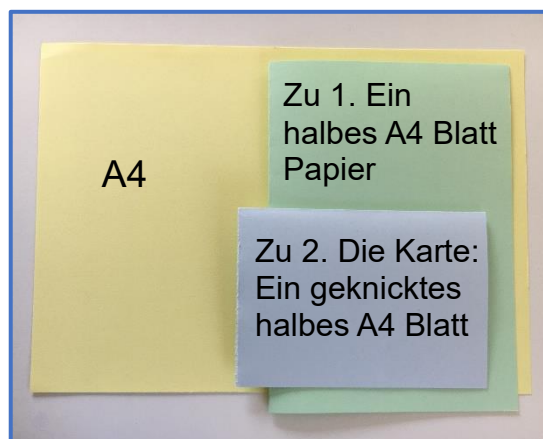 A4
Zu 1. Ein
halbes A4 Blatt
Papier
Zu 2. Die Karte:
Ein geknicktes
halbes A4 Blatt